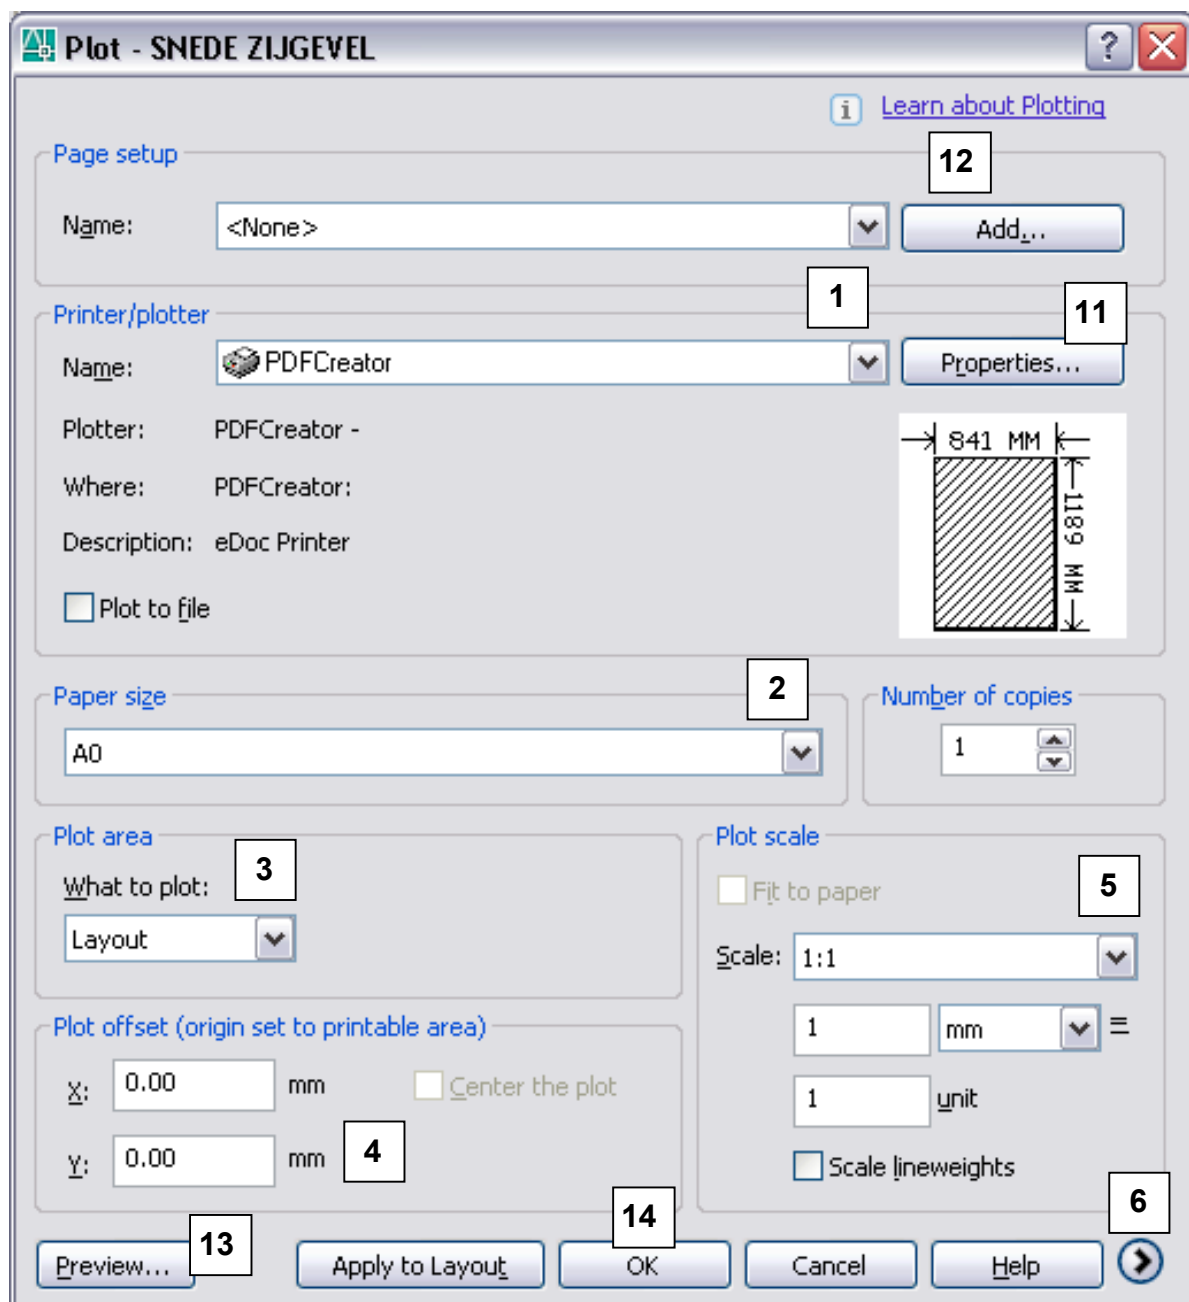 Plot - SNEDE ZIJGEVEL
?
i Learn about Plotting
Page setup
12
Name: <None> Add...
1
11
Printer/plotter
Name: PDFCreator Properties...
Plotter: PDFCreator -
841 MM
Where: PDFCreator:
1189 MM
Description: eDoc Printer
Plot to file
2
Paper size
A0
Number of copies
1
Plot area
3
What to plot:
Layout
Plot scale
5
Fit to paper
Scale: 1:1
1 mm =
1 unit
Scale lineweights
Plot offset (origin set to printable area)
X: 0.00 mm Center the plot
Y: 0.00 mm 4
13
14
6
Preview... Apply to Layout OK Cancel Help